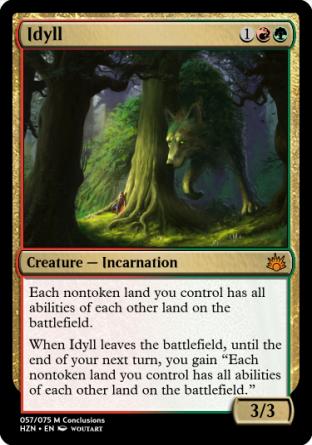 Idyll 1
Creature — Incarnation
Each nontoken land you control has all
abilities of each other land on the
battlefield.
When Idyll leaves the battlefield, until the
end of your next turn, you gain “Each
nontoken land you control has all abilities
of each other land on the battlefield.”
3/3
057/075 M Conclusions
HZN • EN WOUTART